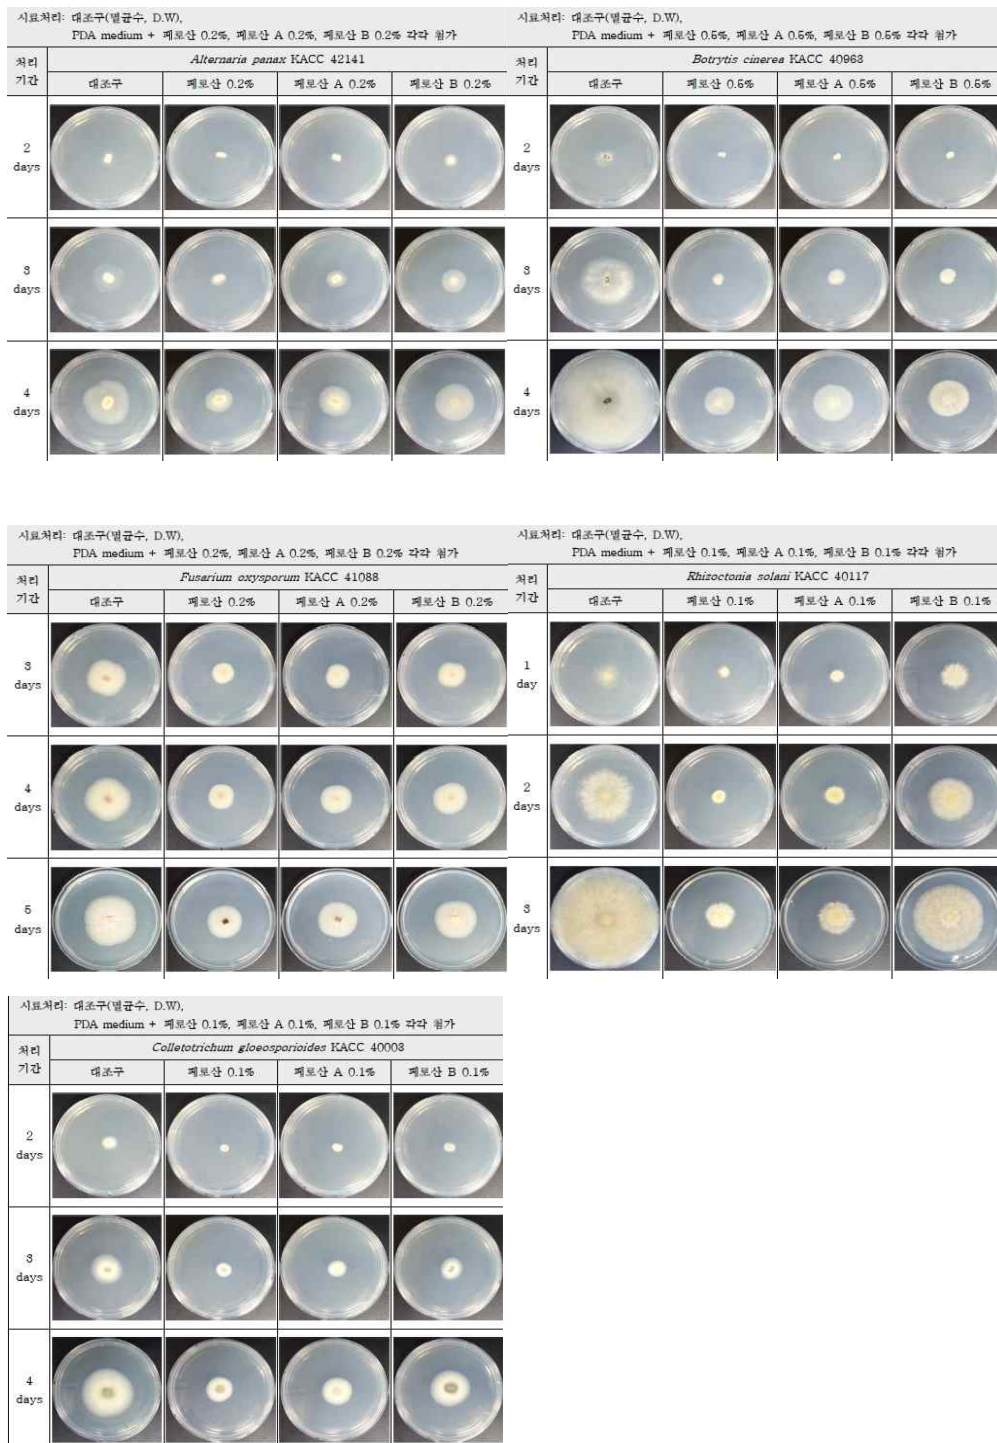 시료처리: 대조구(멸균수, D.W),
PDA medium + 페로산 0.2%, 페로산 A 0.2%, 페로산 B 0.2% 각각 첨가
처리
기간
Alternaria panax KACC 42141
대조구 페로산 0.2% 페로산 A 0.2% 페로산 B 0.2%
2
days
3
days
4
days
시료처리: 대조구(멸균수, D.W),
PDA medium + 페로산 0.5%, 페로산 A 0.5%, 페로산 B 0.5% 각각 첨가
처리
기간
Botrytis cinerea KACC 40963
대조구 페로산 0.5% 페로산 A 0.5% 페로산 B 0.5%
2
days
3
days
4
days
시료처리: 대조구(멸균수, D.W),
PDA medium + 페로산 0.2%, 페로산 A 0.2%, 페로산 B 0.2% 각각 첨가
처리
기간
Fusarium oxysporum KACC 41088
대조구 페로산 0.2% 페로산 A 0.2% 페로산 B 0.2%
3
days
4
days
5
days
시료처리: 대조구(멸균수, D.W),
PDA medium + 페로산 0.1%, 페로산 A 0.1%, 페로산 B 0.1% 각각 첨가
처리
기간
Rhizoctonia solani KACC 40117
대조구 페로산 0.1% 페로산 A 0.1% 페로산 B 0.1%
1
day
2
days
3
days
시료처리: 대조구(멸균수, D.W),
PDA medium + 페로산 0.1%, 페로산 A 0.1%, 페로산 B 0.1% 각각 첨가
처리
기간
Colletotrichum gloeosporioides KACC 40003
대조구 페로산 0.1% 페로산 A 0.1% 페로산 B 0.1%
2
days
3
days
4
days